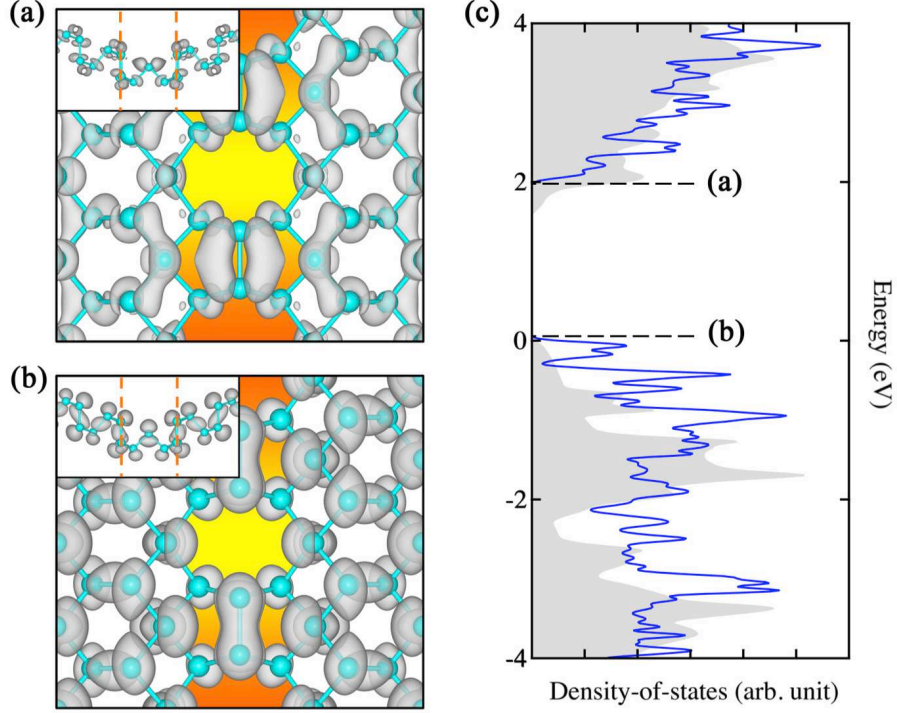 (a)
(b)
(c)
4
2
0
-2
-4
(a)
(b)
Energy (eV)
Density-of-states (arb. unit)